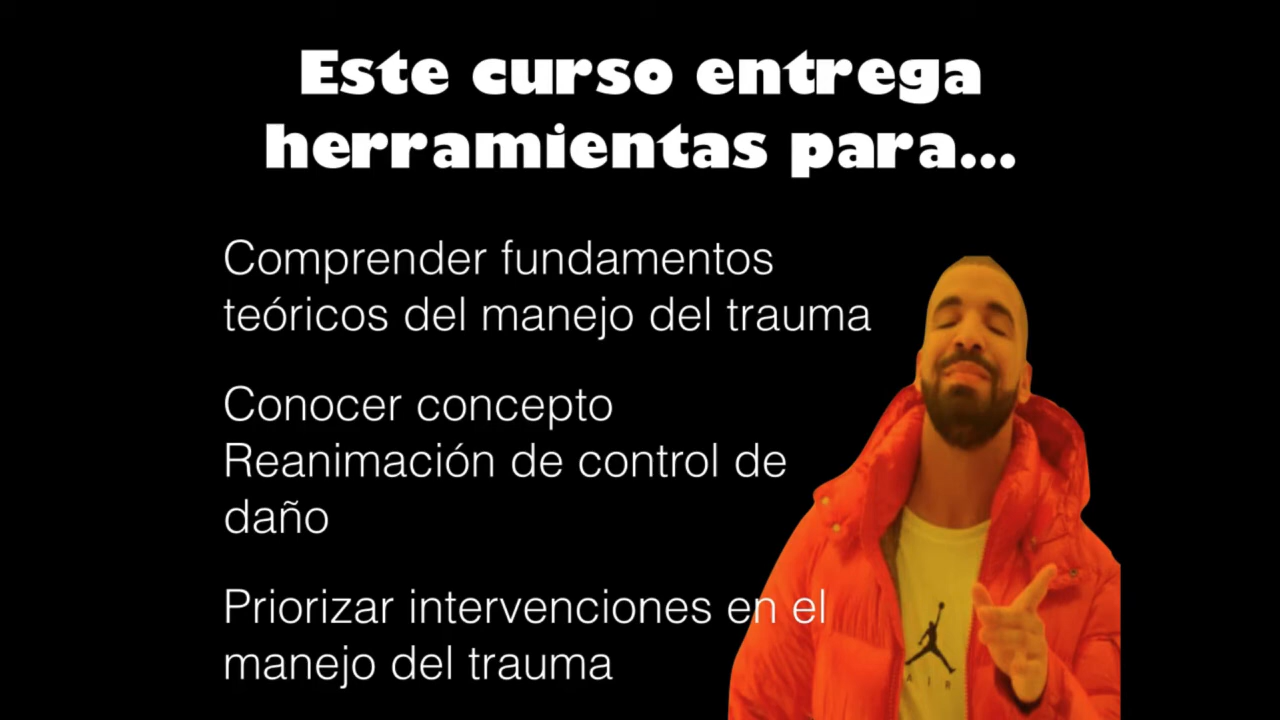 Este curso entrega
herramientas para...
Comprender fundamentos
teóricos del manejo del trauma
Conocer concepto
Reanimación de control de
daño
Priorizar intervenciones en el
manejo del trauma
A I R